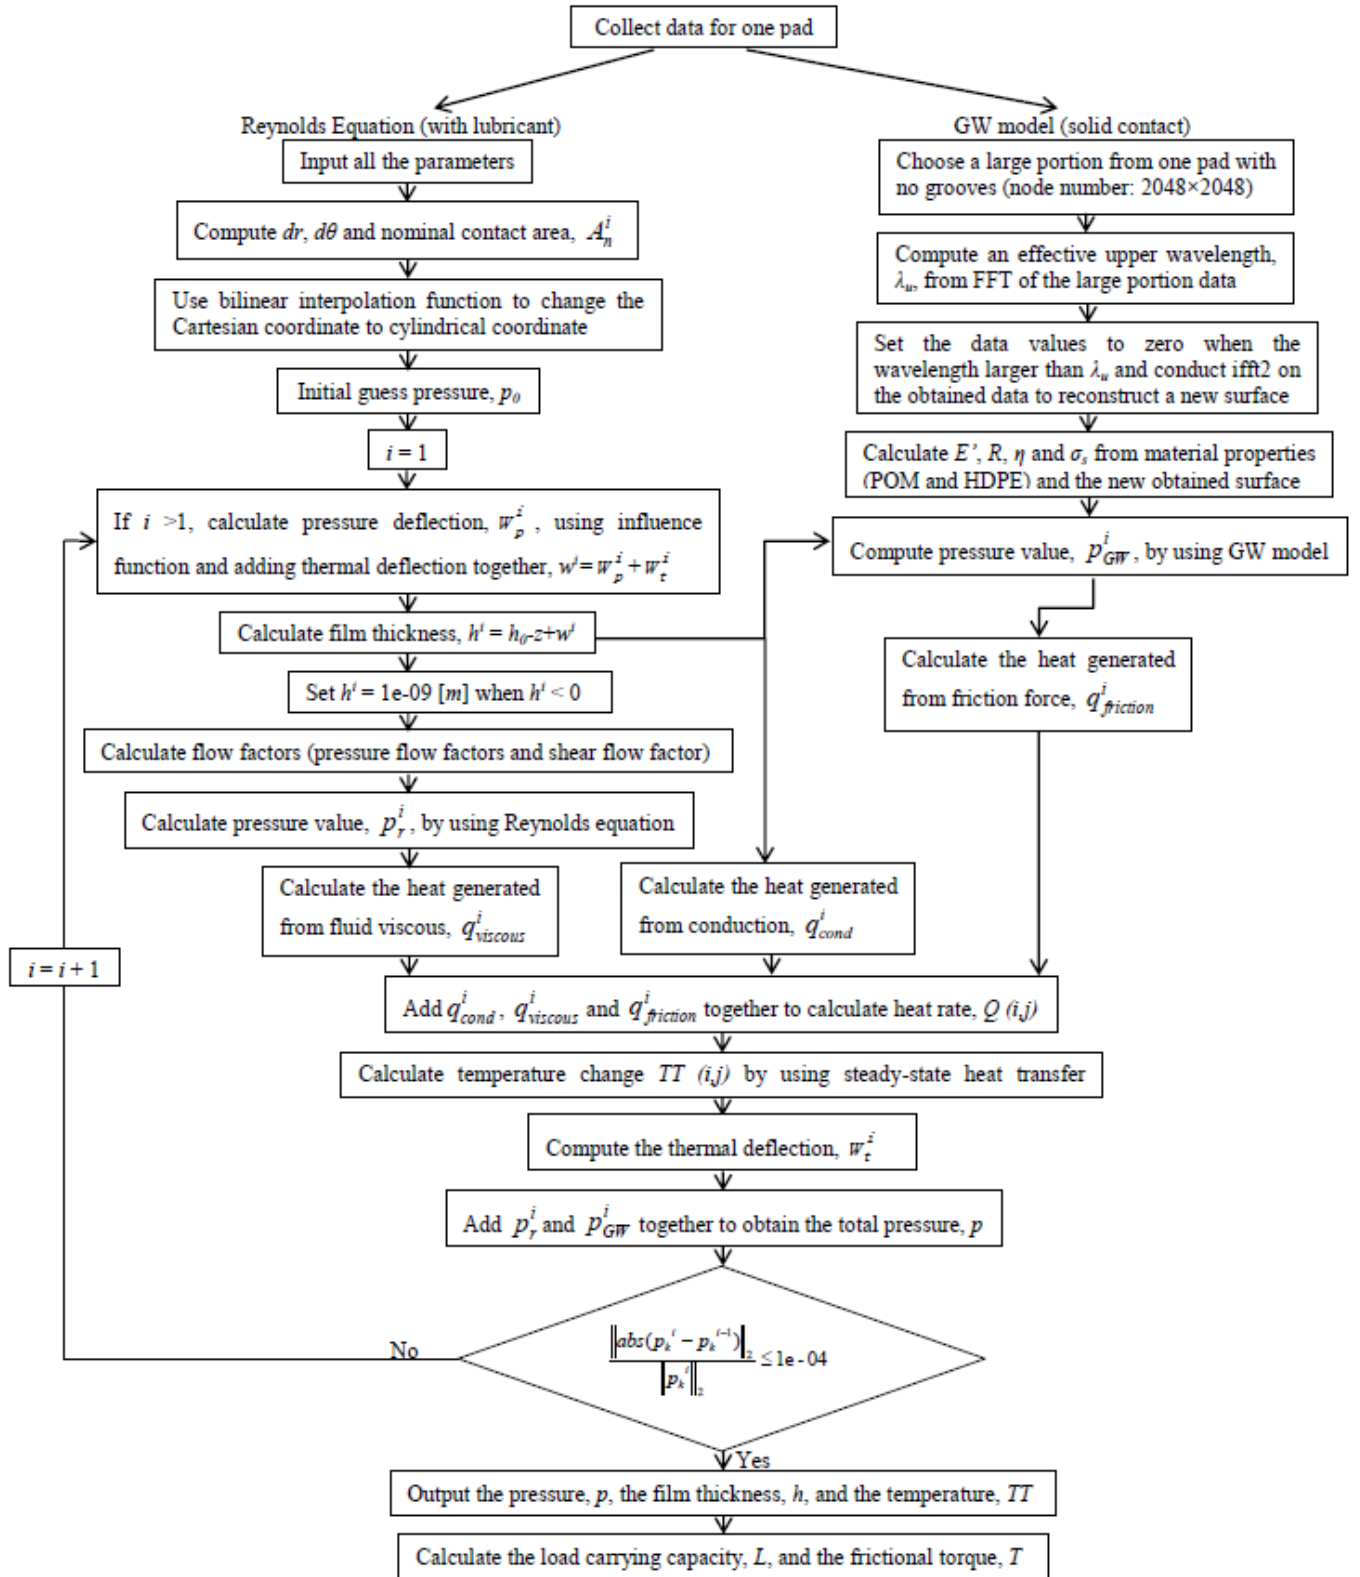 Collect data for one pad
Reynolds Equation (with lubricant)
Input all the parameters
Compute dr, dθ and nominal contact area, A_n^i
Use bilinear interpolation function to change the
Cartesian coordinate to cylindrical coordinate
Initial guess pressure, p_0
i = 1
If i >1, calculate pressure deflection, w_p^i , using influence
function and adding thermal deflection together, w^i = w_p^i + w_t^i
Calculate film thickness, h^i = h_0-z+w^i
Set h^i = 1e-09 [m] when h^i < 0
Calculate flow factors (pressure flow factors and shear flow factor)
Calculate pressure value, p_r^i, by using Reynolds equation
Calculate the heat generated
from fluid viscous, q_viscous^i
i = i + 1
GW model (solid contact)
Choose a large portion from one pad with
no grooves (node number: 2048×2048)
Compute an effective upper wavelength,
λ_u, from FFT of the large portion data
Set the data values to zero when the
wavelength larger than λ_u and conduct ifft2 on
the obtained data to reconstruct a new surface
Calculate E’, R, η and σ_s from material properties
(POM and HDPE) and the new obtained surface
Compute pressure value, p_GW^i, by using GW model
Calculate the heat generated
from friction force, q_friction^i
Calculate the heat generated
from conduction, q_cond^i
Add q_cond^i, q_viscous^i and q_friction^i together to calculate heat rate, Q (i,j)
Calculate temperature change TT (i,j) by using steady-state heat transfer
Compute the thermal deflection, w_t^i
Add p_r^i and p_GW^i together to obtain the total pressure, p
No
‖abs(p_k^i − p_k^{i−1})‖_2
‖p_k^i‖_2
≤ 1e - 04
Yes
Output the pressure, p, the film thickness, h, and the temperature, TT
Calculate the load carrying capacity, L, and the frictional torque, T